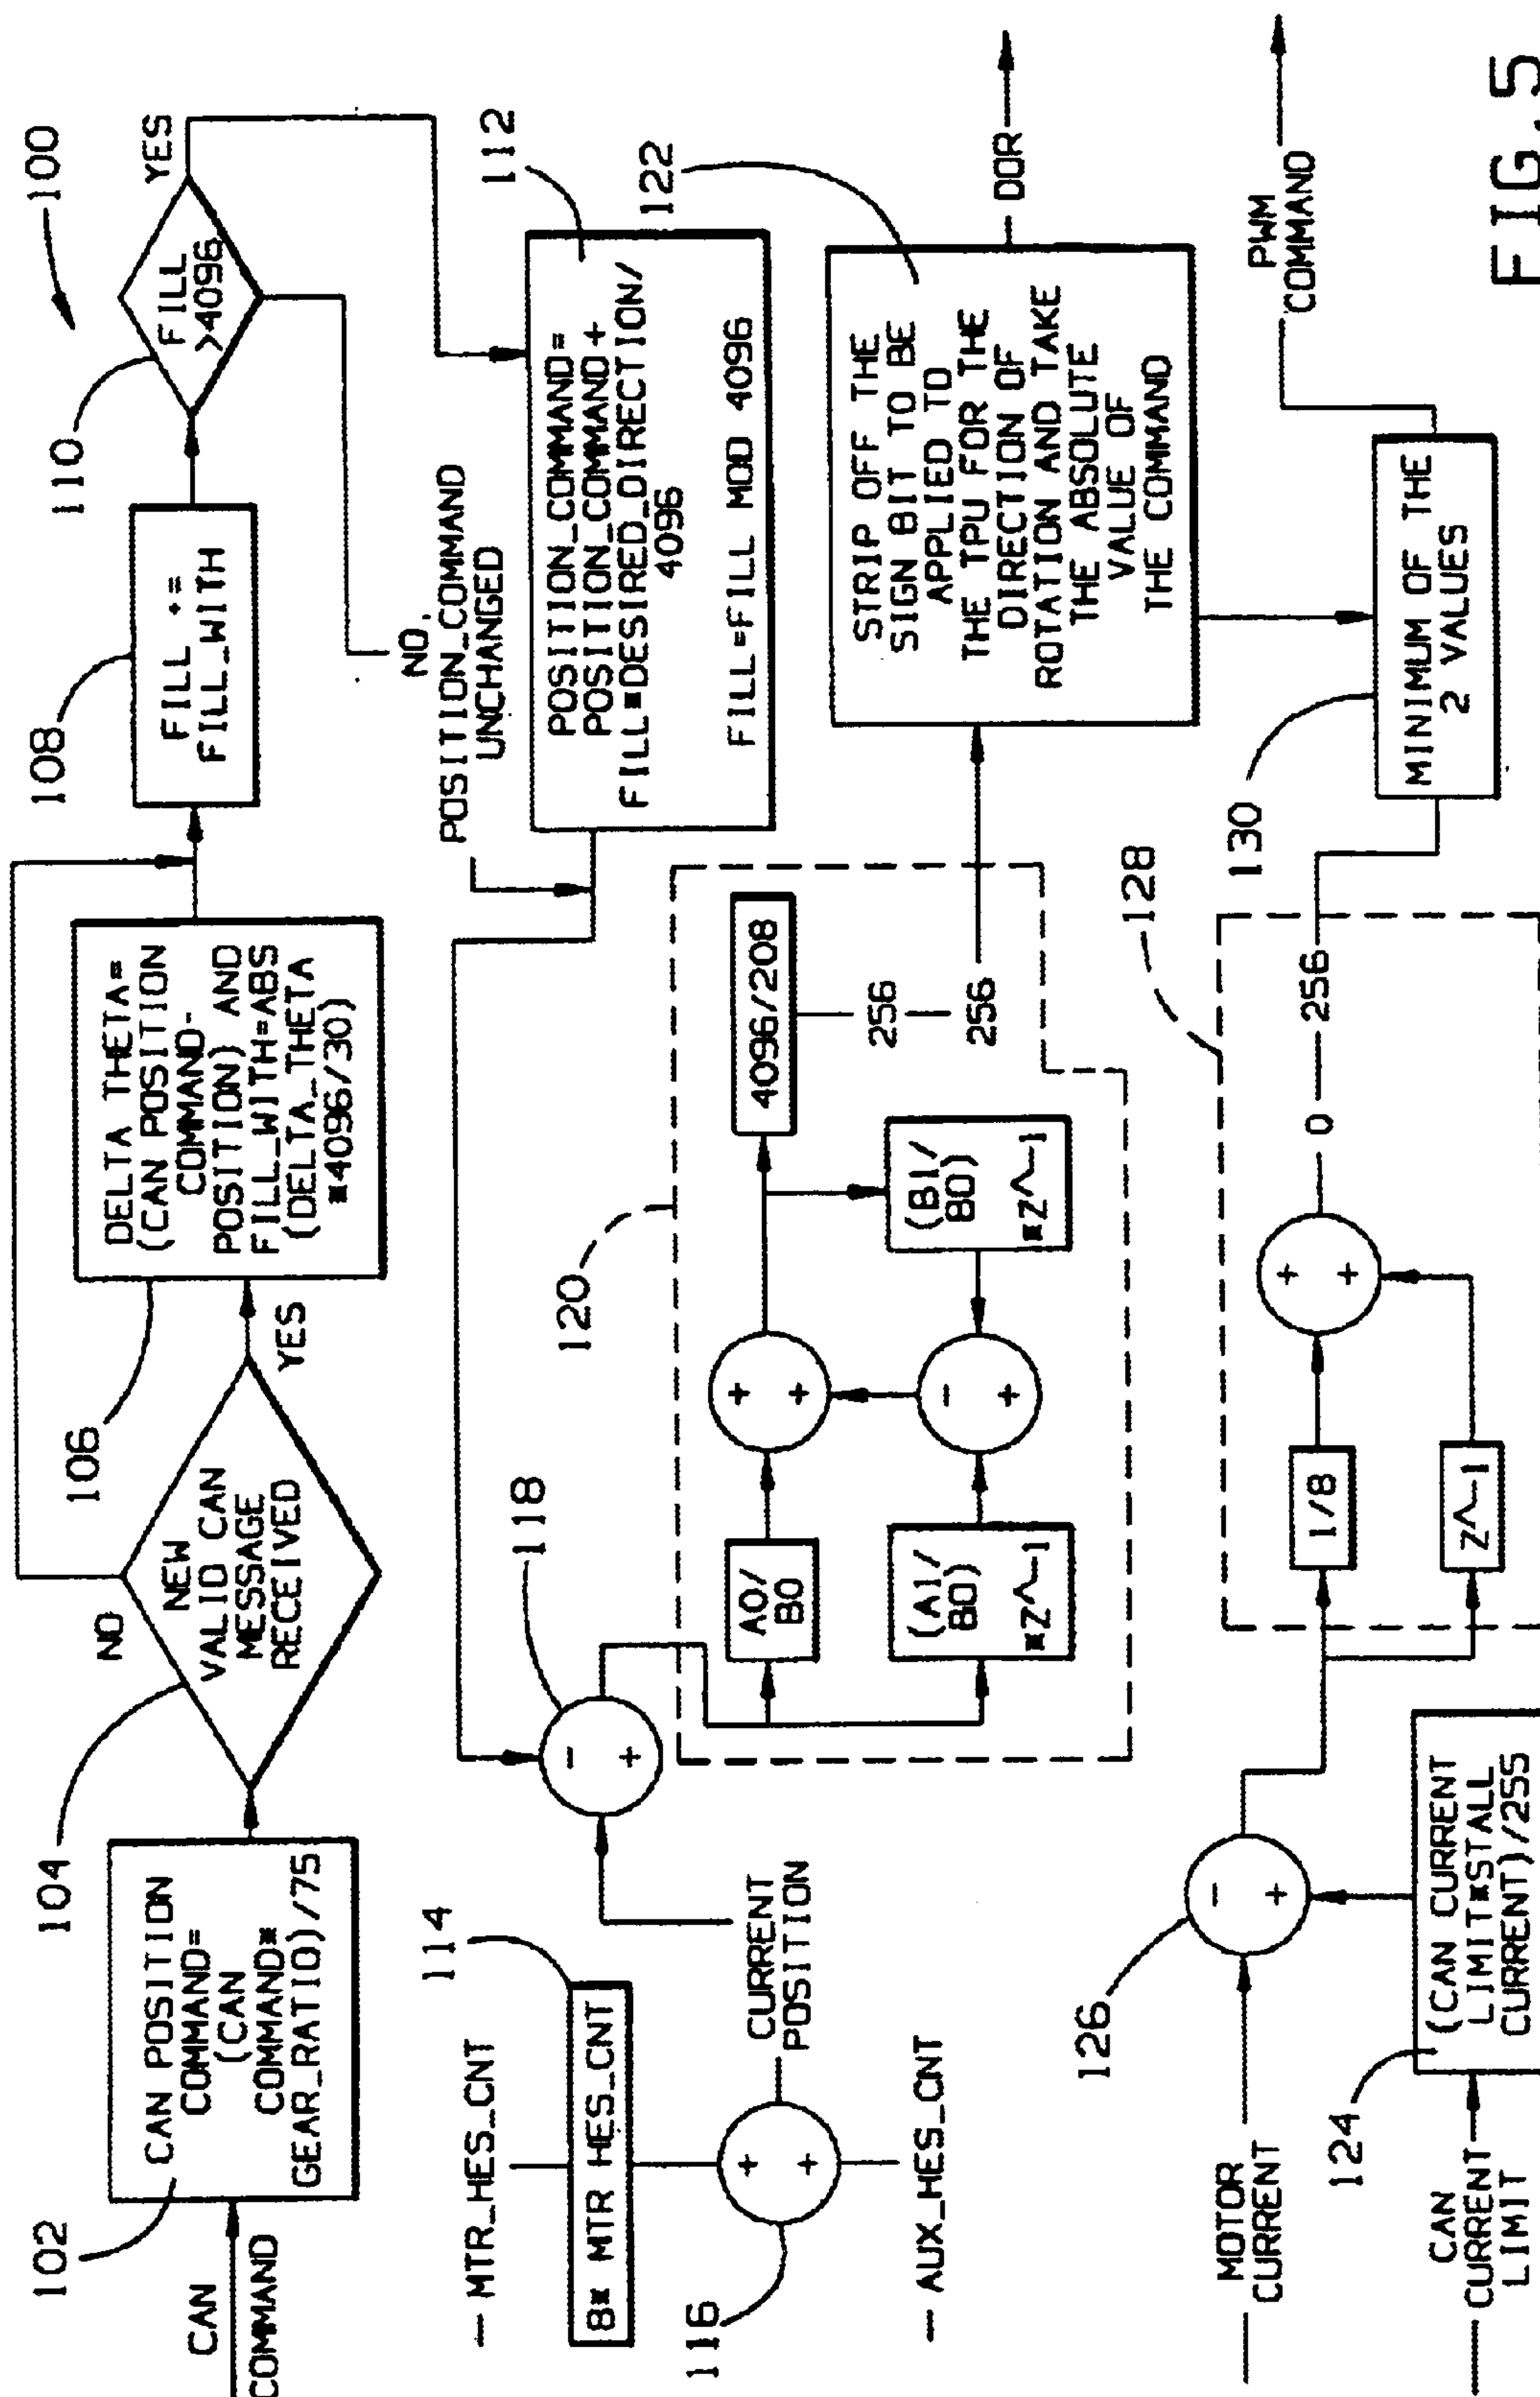 100
CAN
COMMAND
102
CAN POSITION
COMMAND=
(CAN
COMMAND*
GEAR_RATIO)/75
104
NEW
VALID CAN
MESSAGE
RECEIVED
NO
YES
106
DELTA THETA=
(CAN POSITION
COMMAND-
POSITION) AND
FILL_WITH=ABS
(DELTA_THETA
*4096/30)
108
FILL +=
FILL_WITH
110
FILL
>4096
YES
NO,
POSITION_COMMAND
UNCHANGED
112
POSITION_COMMAND=
POSITION_COMMAND+
FILL*DESIRED_DIRECTION/
4096
FILL=FILL MOD 4096
MTR_HES_CNT
114
8* MTR HES_CNT
116
+
+
AUX_HES_CNT
CURRENT
POSITION
118
-
+
120
A0/
B0
(A1/
B0)
*Z^-1
+
+
-
+
(B1/
B0)
*Z^-1
4096/208
256
256
122
STRIP OFF THE
SIGN BIT TO BE
APPLIED TO
THE TPU FOR THE
DIRECTION OF
ROTATION AND TAKE
THE ABSOLUTE
VALUE OF
THE COMMAND
DOR
MOTOR
CURRENT
CAN
CURRENT
LIMIT
124
(CAN CURRENT
LIMIT*STALL
CURRENT)/255
126
-
+
128
1/8
Z^-1
+
+
0
256
130
MINIMUM OF THE
2 VALUES
PWM
COMMAND
FIG.5